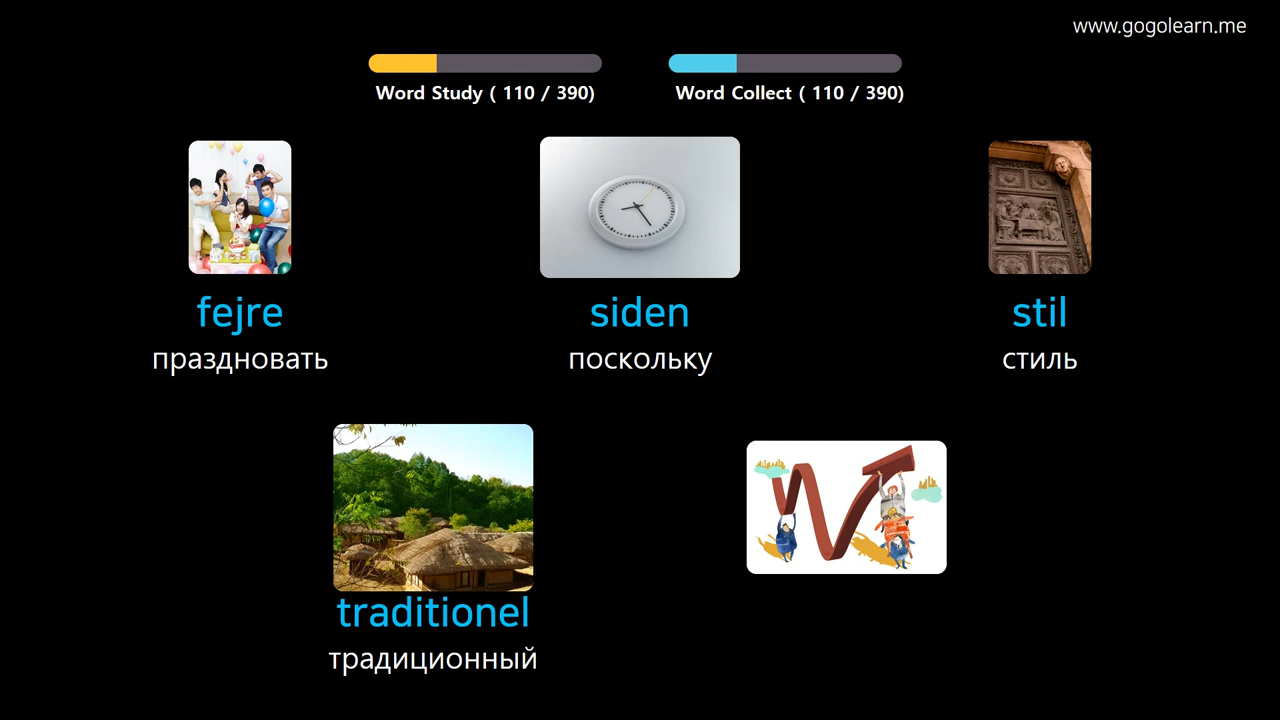 www.gogolearn.me
Word Study ( 110 / 390)
Word Collect ( 110 / 390)
fejre
праздновать
siden
поскольку
stil
стиль
traditionel
традиционный